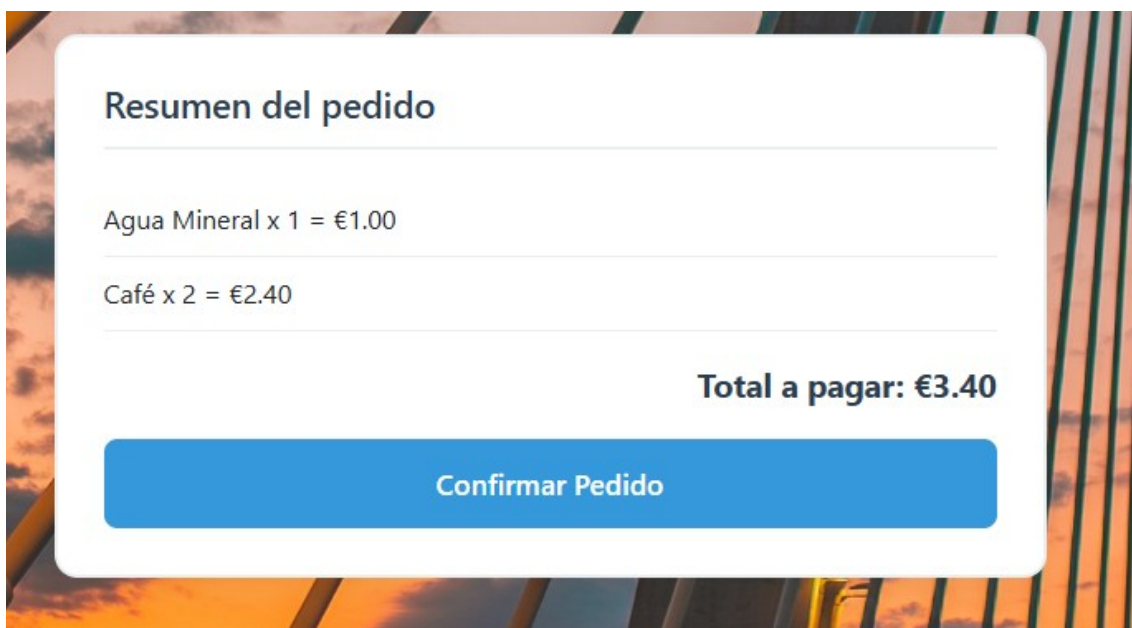 Resumen del pedido
Agua Mineral x 1 = €1.00
Café x 2 = €2.40
Total a pagar: €3.40
Confirmar Pedido